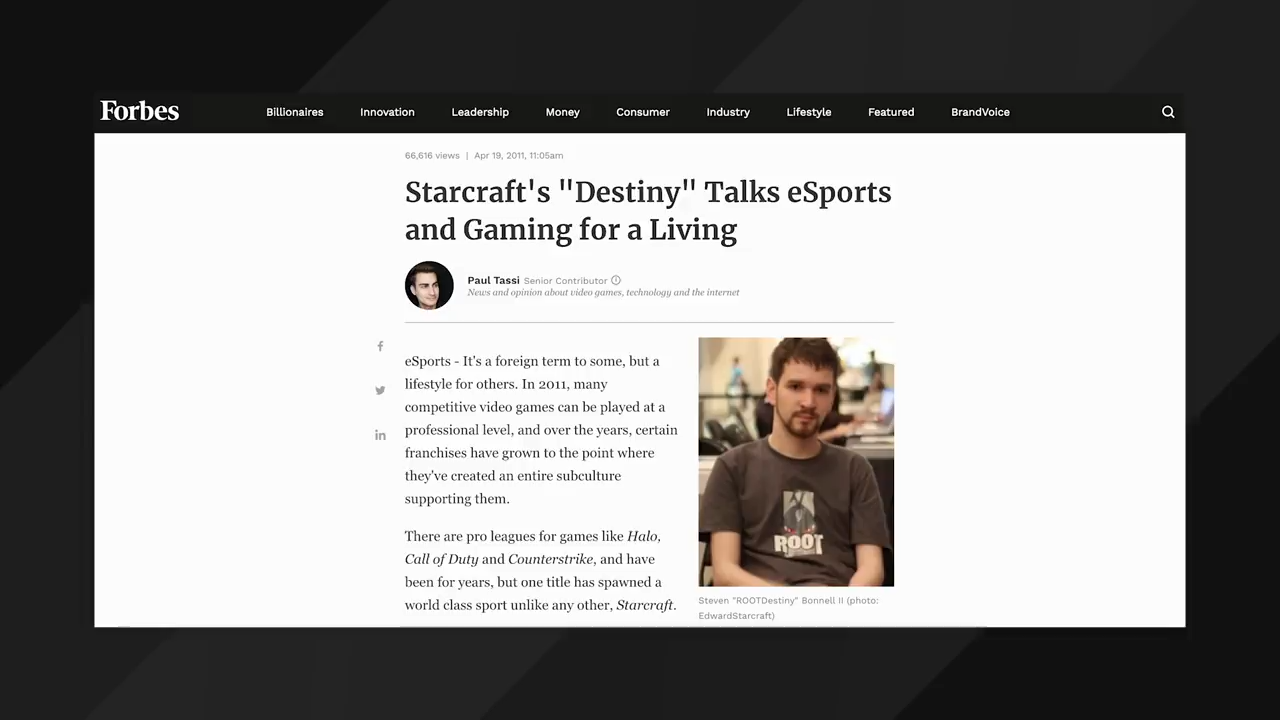 Forbes
Billionaires Innovation Leadership Money Consumer Industry Lifestyle Featured BrandVoice
66,616 views | Apr 19, 2011, 11:05am
Starcraft's "Destiny" Talks eSports
and Gaming for a Living
Paul Tassi Senior Contributor
News and opinion about video games, technology and the internet
eSports - It's a foreign term to some, but a
lifestyle for others. In 2011, many
competitive video games can be played at a
professional level, and over the years, certain
franchises have grown to the point where
they've created an entire subculture
supporting them.
There are pro leagues for games like Halo,
Call of Duty and Counterstrike, and have
been for years, but one title has spawned a
world class sport unlike any other, Starcraft.
ROOT
Steven "ROOTDestiny" Bonnell II (photo:
EdwardStarcraft)